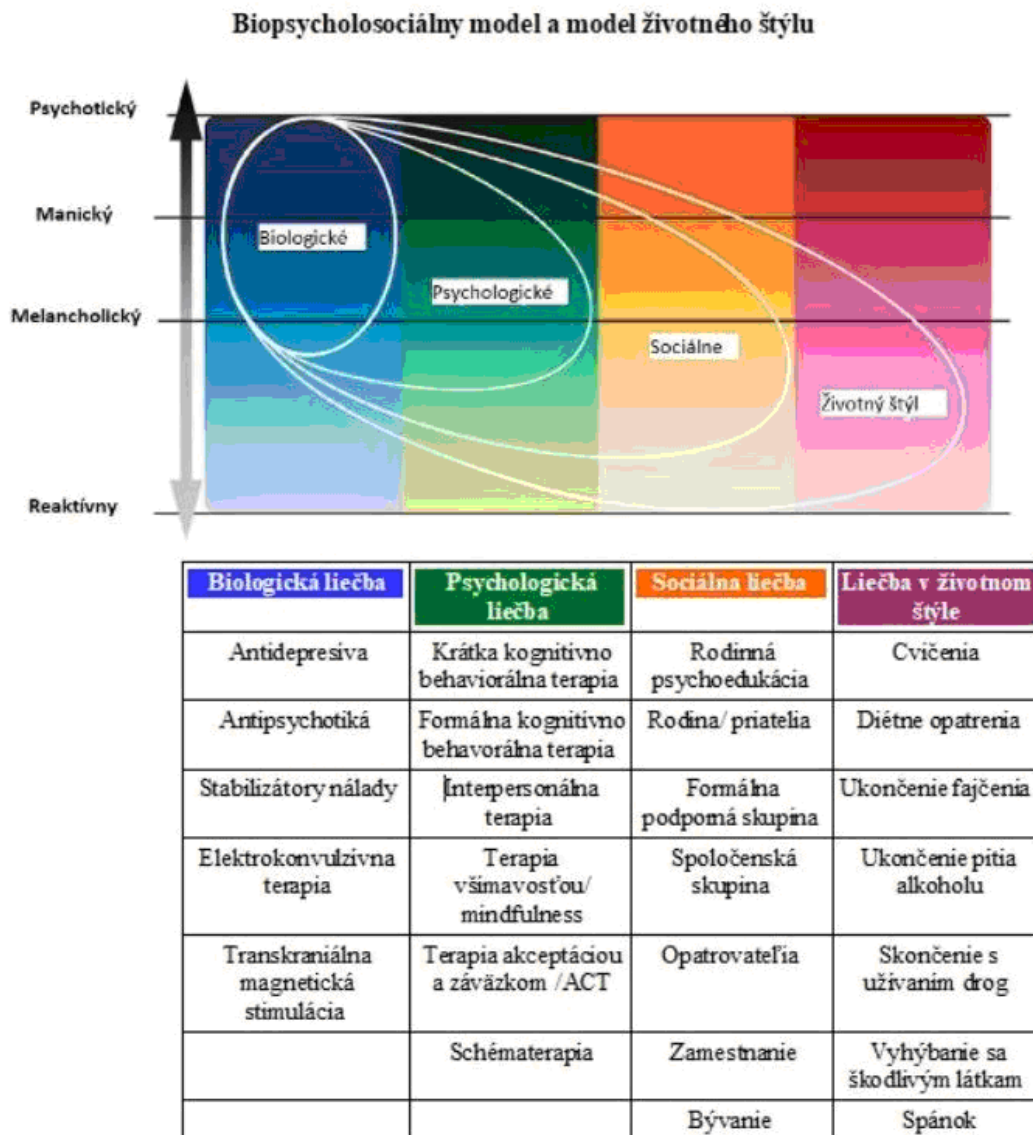 Biopsycholosociálny model a model životného štýlu
Psychotický
Manický
Biologické
Psychologické
Melancholický
Sociálne
Životný štýl
Reaktívny
Biologická liečba
Psychologická
liečba
Sociálna liečba
Liečba v životnom
štýle
Antidepresiva
Krátka kognitivno
behaviorálna terapia
Rodinná
psychoedukácia
Cvičenia
Antipsychotiká
Formálna kognitívno
behavorálna terapia
Rodina/ priatelia
Diétne opatrenia
Stabilizátory nálady
Interpersonálna
terapia
Formálna
podporná skupina
Ukončenie fajčenia
Elektrokonvulzívna
terapia
Terapia
všímavosťou/
mindfulness
Spoločenská
skupina
Ukončenie pitia
alkoholu
Transkraniálna
magnetická
stimulácia
Terapia akceptáciou
a záväzkom /ACT
Opatrovateľia
Skončenie s
užívaním drog
Schématerapia
Zamestnanie
Vyhýbanie sa
škodlivým látkam
Bývanie
Spánok